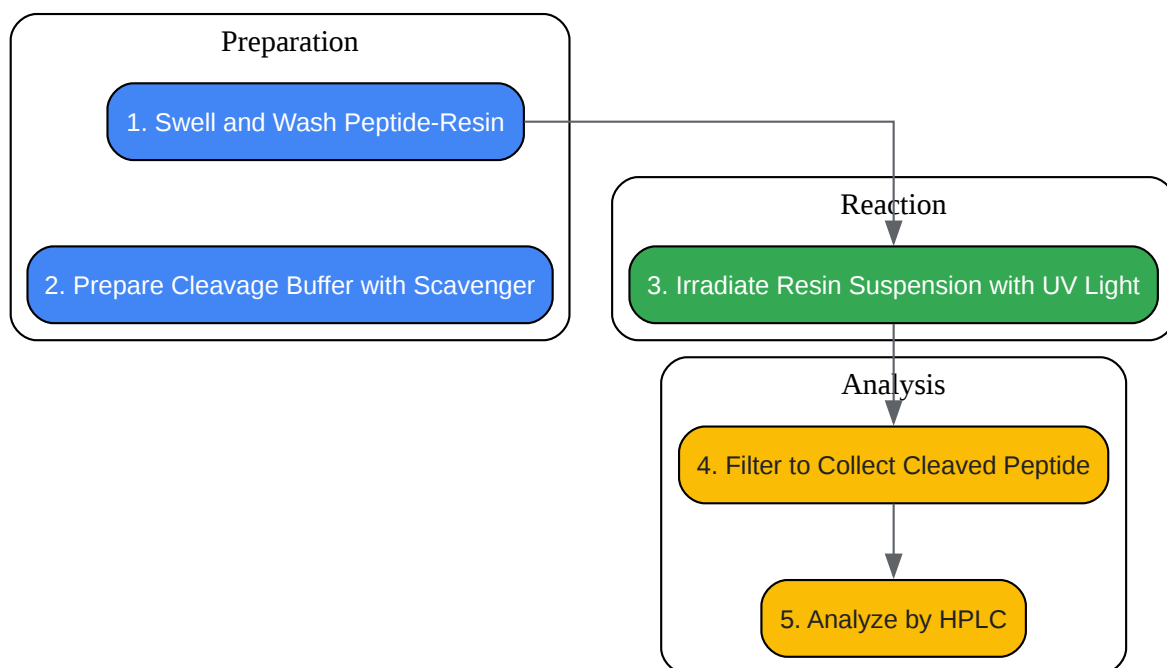 Preparation
1. Swell and Wash Peptide-Resin
2. Prepare Cleavage Buffer with Scavenger
Reaction
3. Irradiate Resin Suspension with UV Light
Analysis
4. Filter to Collect Cleaved Peptide
5. Analyze by HPLC